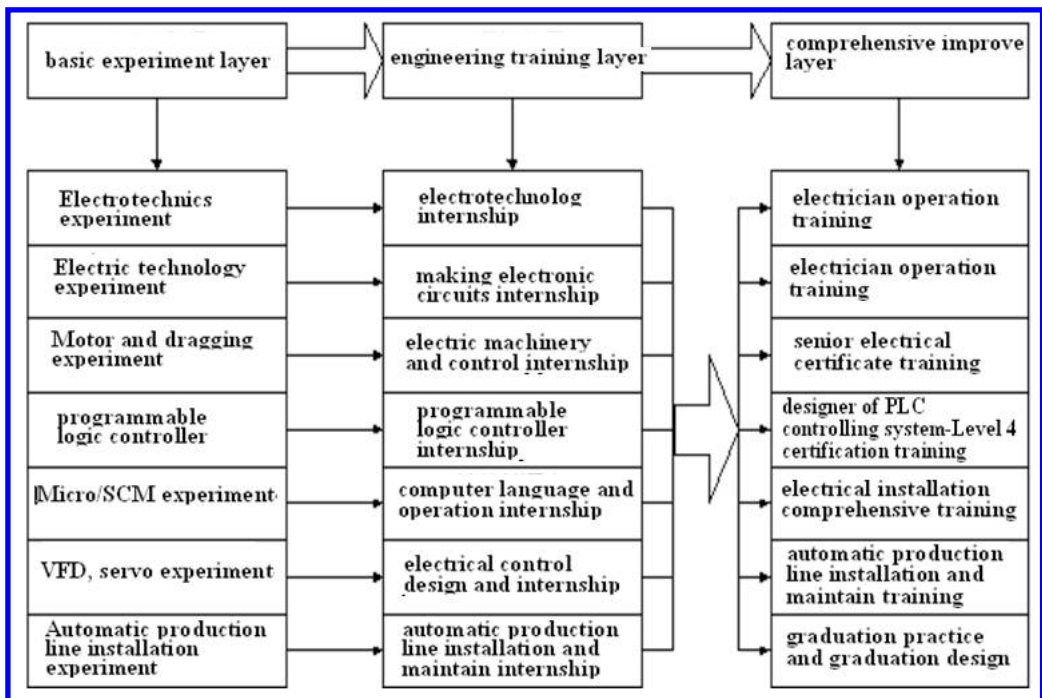 basic experiment layer
engineering training layer
comprehensive improve
layer
Electrotechnics
experiment
Electric technology
experiment
Motor and dragging
experiment
programmable
logic controller
Micro/SCM experiment
VFD, servo experiment
Automatic production
line installation
experiment
electrotechnolog
internship
making electronic
circuits internship
electric machinery
and control internship
programmable
logic controller
internship
computer language and
operation internship
electrical control
design and internship
automatic production
line installation and
maintain internship
electrician operation
training
electrician operation
training
senior electrical
certificate training
designer of PLC
controlling system-Level 4
certification training
electrical installation
comprehensive training
automatic production
line installation and
maintain training
graduation practice
and graduation design